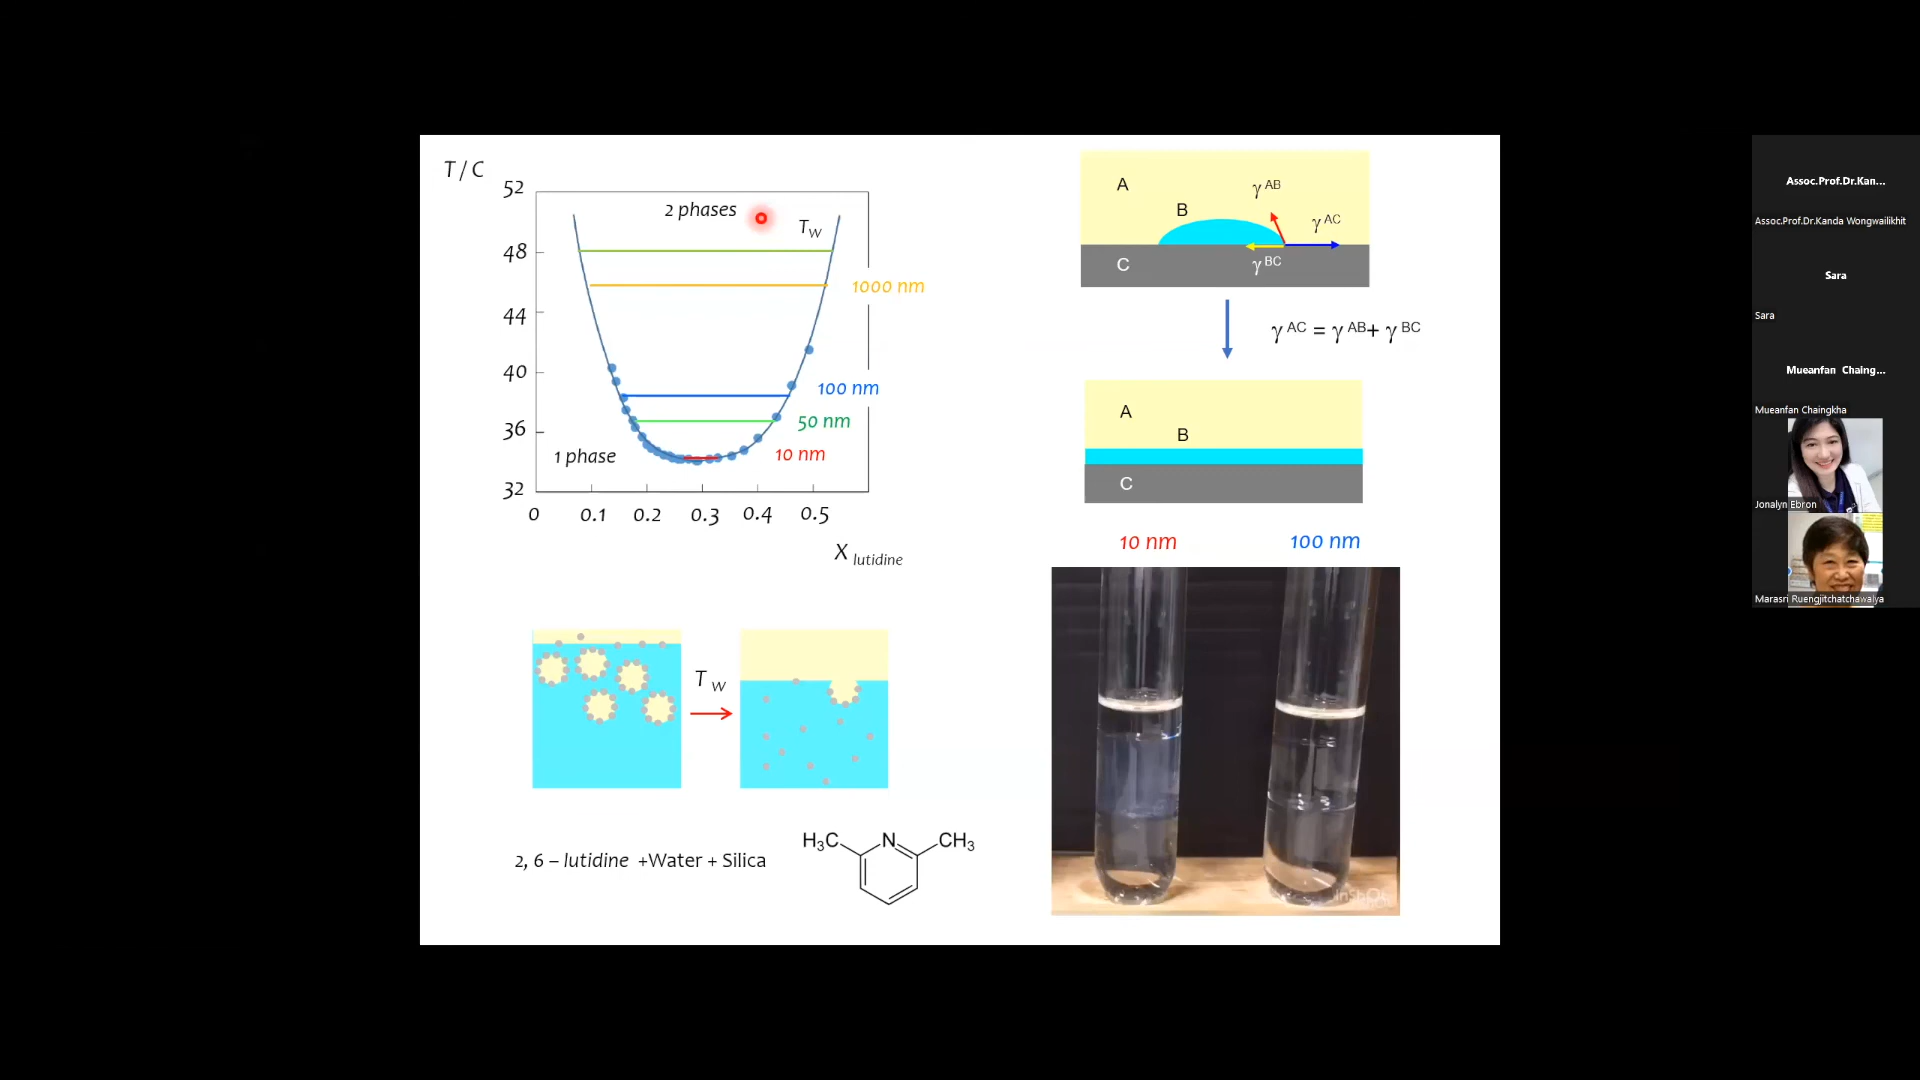 T / C
52
48
44
40
36
32
0 0.1 0.2 0.3 0.4 0.5
X lutidine
2 phases
Tw
1000 nm
100 nm
50 nm
10 nm
1 phase
A
B
C
γ AB
γ AC
γ BC
γ AC = γ AB+ γ BC
A
B
C
10 nm 100 nm
T w
2, 6 – lutidine +Water + Silica
H3C N CH3
Assoc.Prof.Dr.Kan...
Assoc.Prof.Dr.Kanda Wongwailikhit
Sara
Sara
Mueanfan Chaing...
Mueanfan Chaingkha
Jonalyn Ebron
Marasri Ruengjitchatchawalya